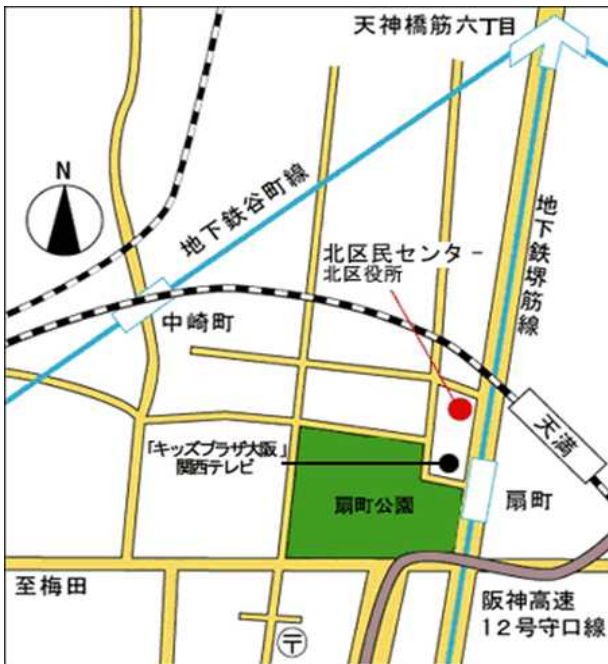 天神橋筋六丁目
N
地下鉄谷町線
地下鉄堺筋線
北区民センター
北区役所
中崎町
天満
「キッズプラザ大阪」
関西テレビ
扇町公園
扇町
至梅田
阪神高速
12号守口線
〒